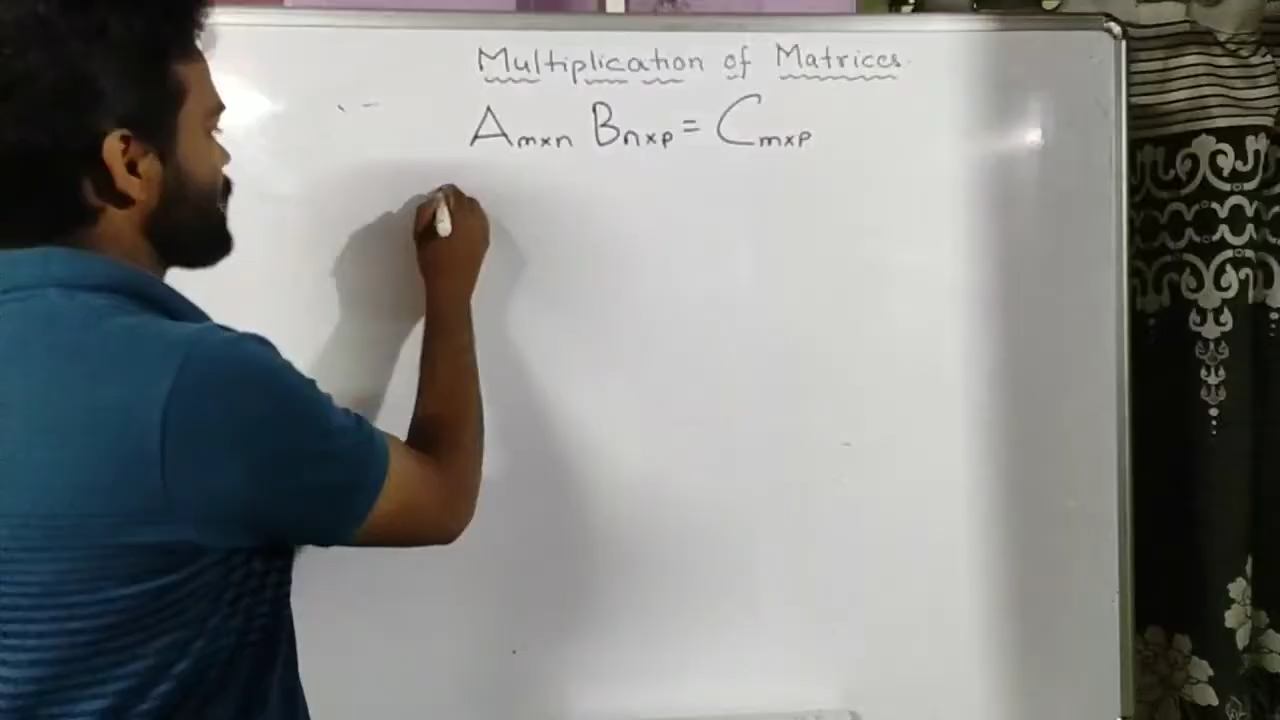 Multiplication of Matrices.
Amxn Bnxp = Cmxp